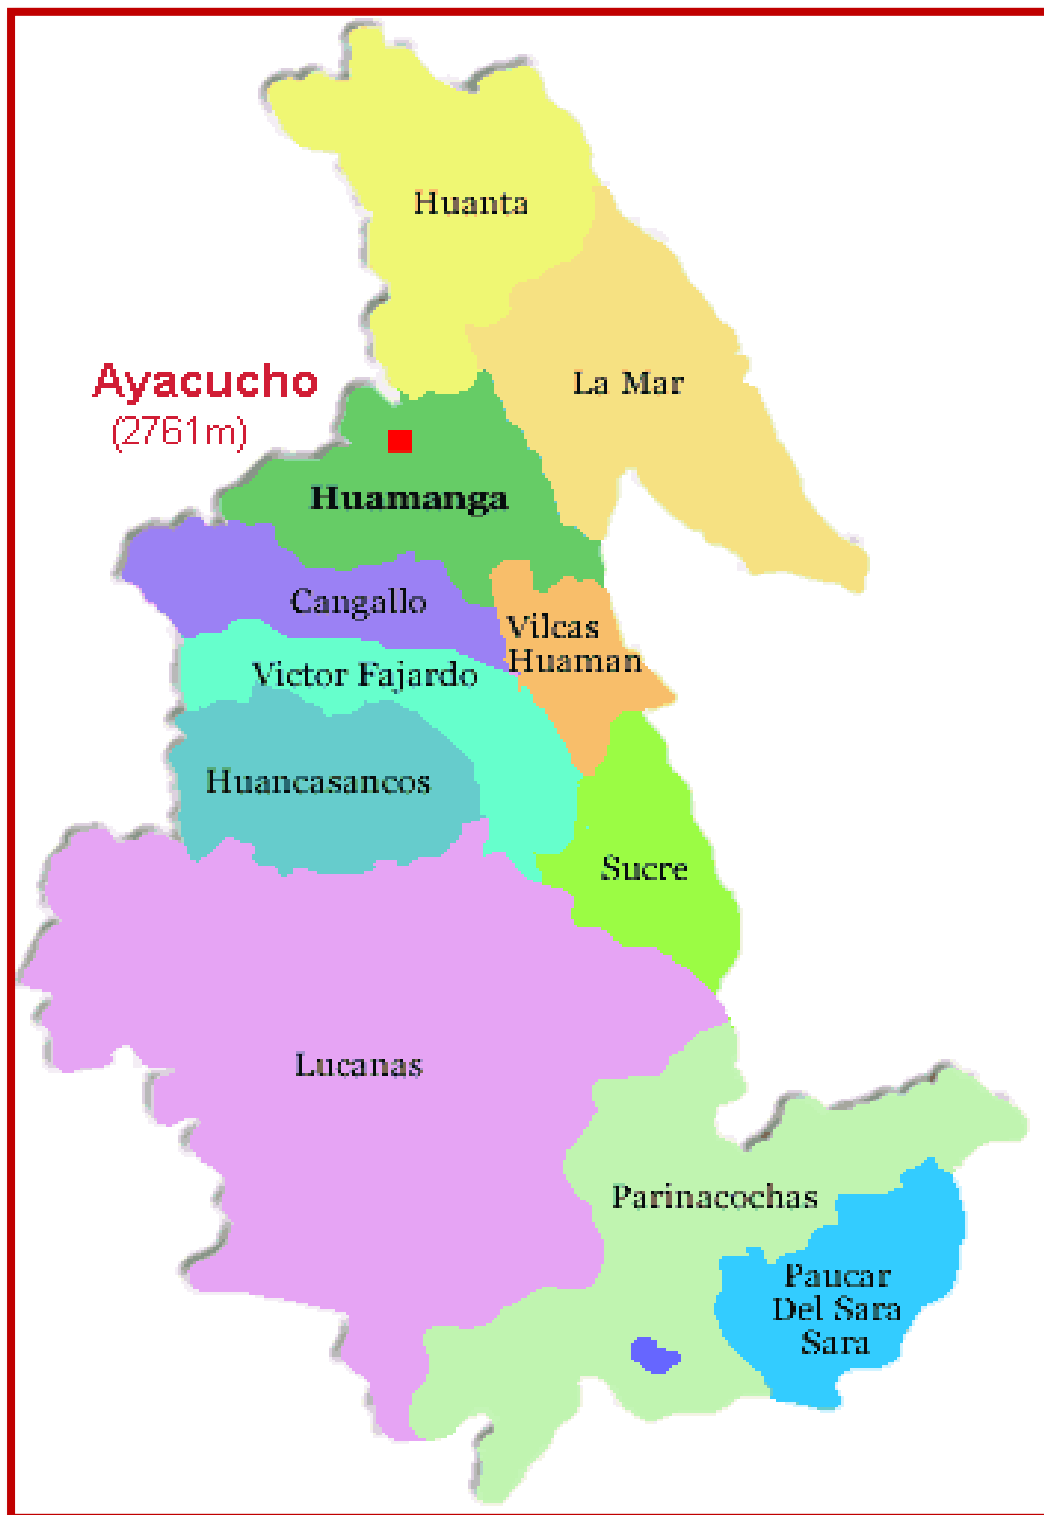 Huanta
La Mar
Ayacucho
(2761m)
Huamanga
Cangallo
Vilcas
Huaman
Victor Fajardo
Huancasancos
Sucre
Lucanas
Parinacochas
Paucar
Del Sara
Sara